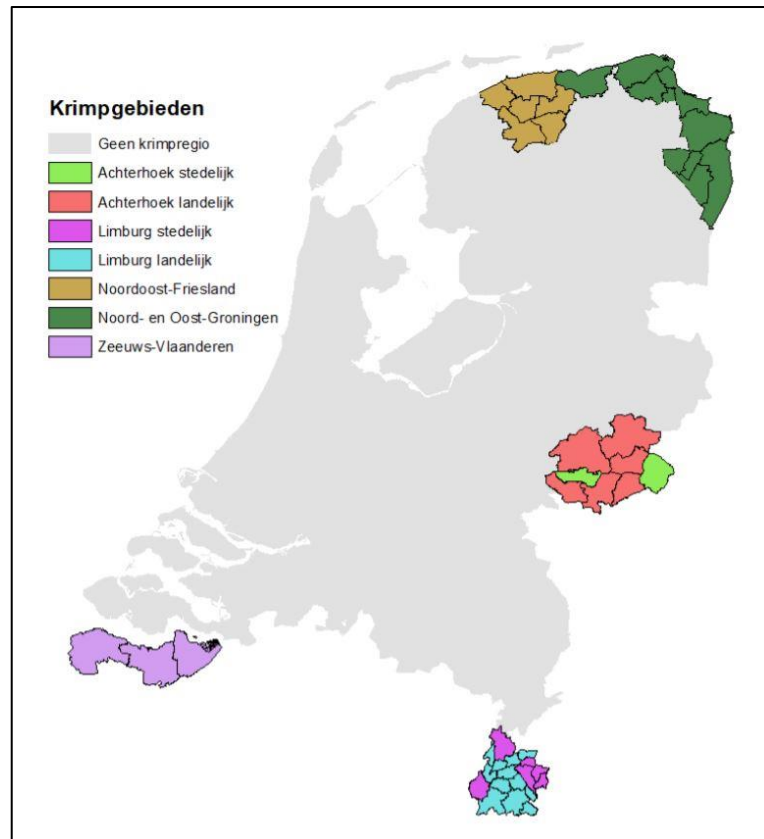 Krimpgebieden
Geen krimpregio
Achterhoek stedelijk
Achterhoek landelijk
Limburg stedelijk
Limburg landelijk
Noordoost-Friesland
Noord- en Oost-Groningen
Zeeuws-Vlaanderen